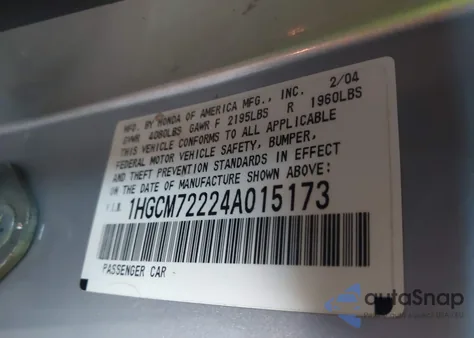 MFD. BY HONDA OF AMERICA MFG., INC. 2/04
GVWR 4080LBS GAWR F 2195LBS R 1960LBS
THIS VEHICLE CONFORMS TO ALL APPLICABLE
FEDERAL MOTOR VEHICLE SAFETY, BUMPER,
AND THEFT PREVENTION STANDARDS IN EFFECT
ON THE DATE OF MANUFACTURE SHOWN ABOVE:
V.I.N. 1HGCM72224A015173
PASSENGER CAR
autoSnap